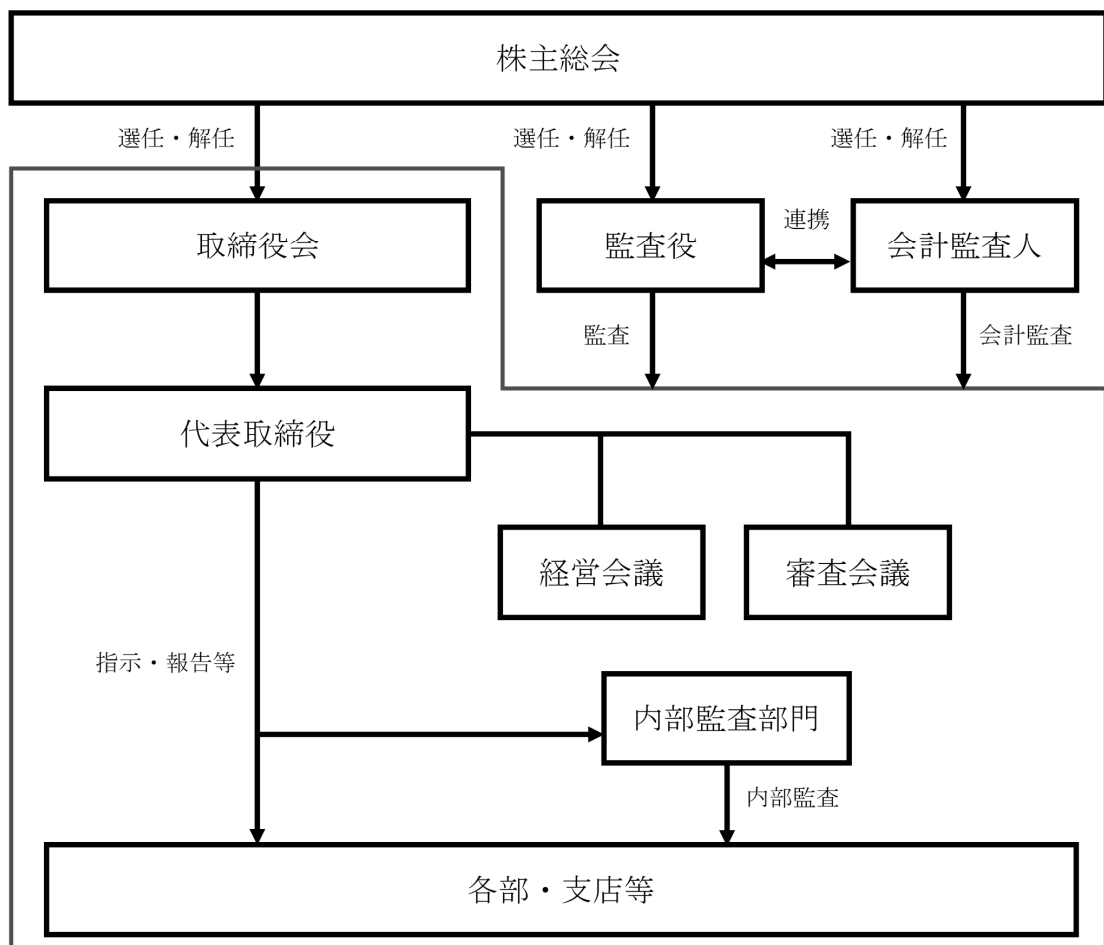 株主総会
選任・解任
選任・解任
選任・解任
取締役会
監査役
連携
会計監査人
監査
会計監査
代表取締役
経営会議
審査会議
指示・報告等
内部監査部門
内部監査
各部・支店等